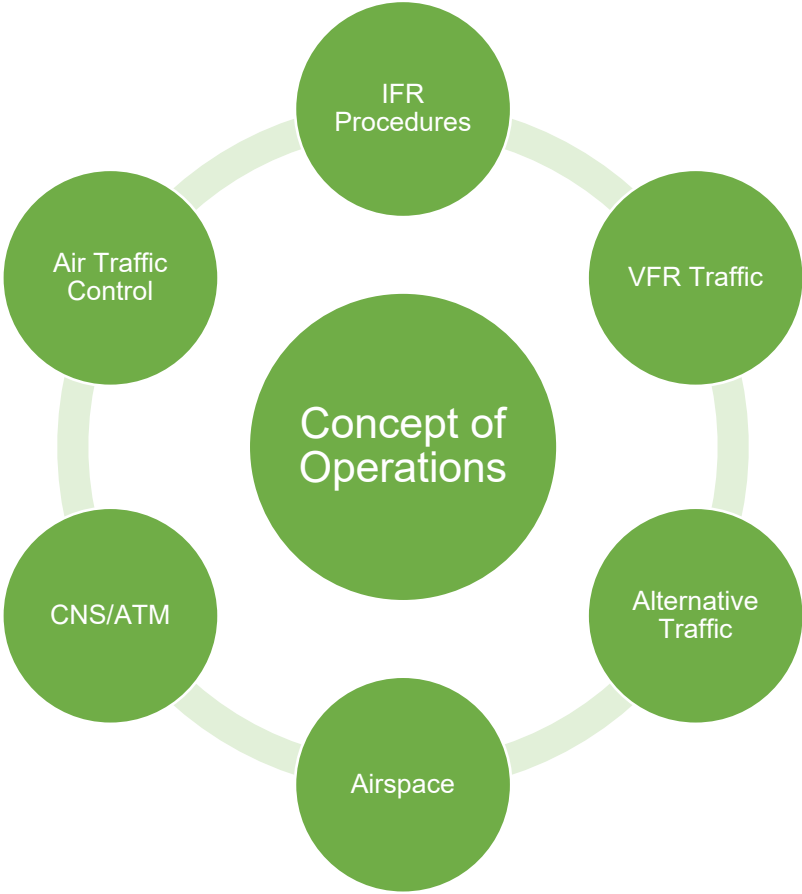 IFR
Procedures
VFR Traffic
Alternative
Traffic
Airspace
CNS/ATM
Air Traffic
Control
Concept of
Operations